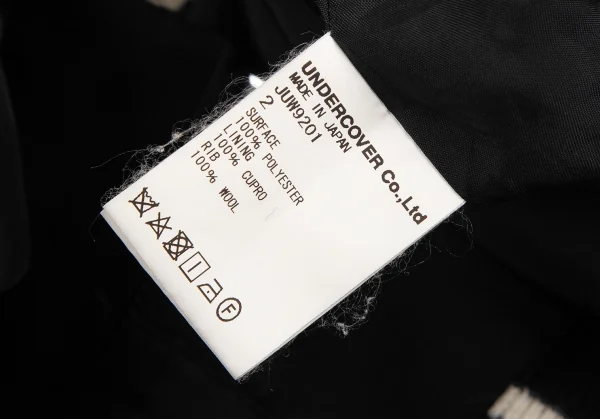 UNDERCOVER Co.,Ltd
MADE IN JAPAN
JUW9201
2
SURFACE
100% POLYESTER
LINING
100% CUPRO
RIB
100% WOOL
F